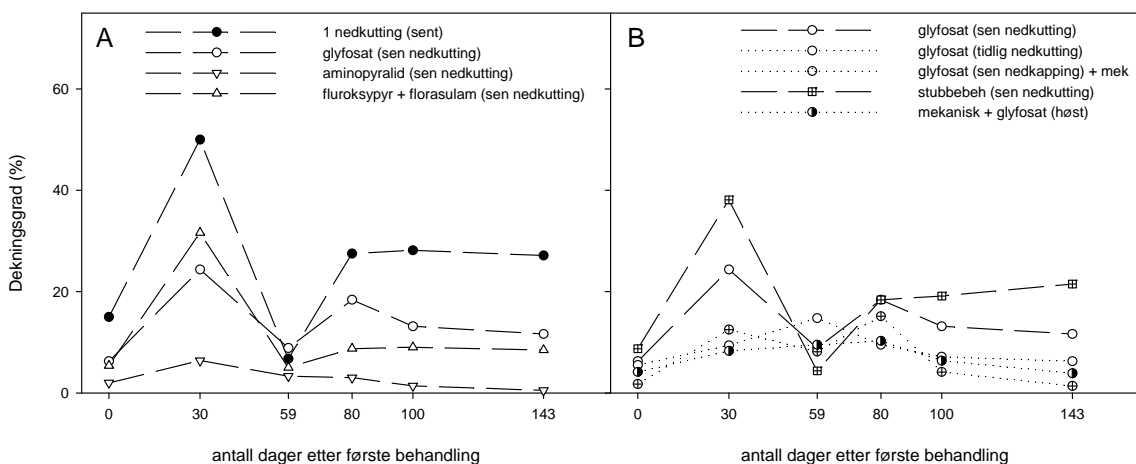 A
1 nedkutting (sent)
glyfosat (sen nedkutting)
aminopyralid (sen nedkutting)
fluroksypyr + florasulam (sen nedkutting)
B
glyfosat (sen nedkutting)
glyfosat (tidlig nedkutting)
glyfosat (sen nedkapping) + mek
stubbebeh (sen nedkutting)
mekanisk + glyfosat (høst)
Dekningsgrad (%)
60
40
20
0
0 30 59 80 100 143
0 30 59 80 100 143
antall dager etter første behandling
antall dager etter første behandling